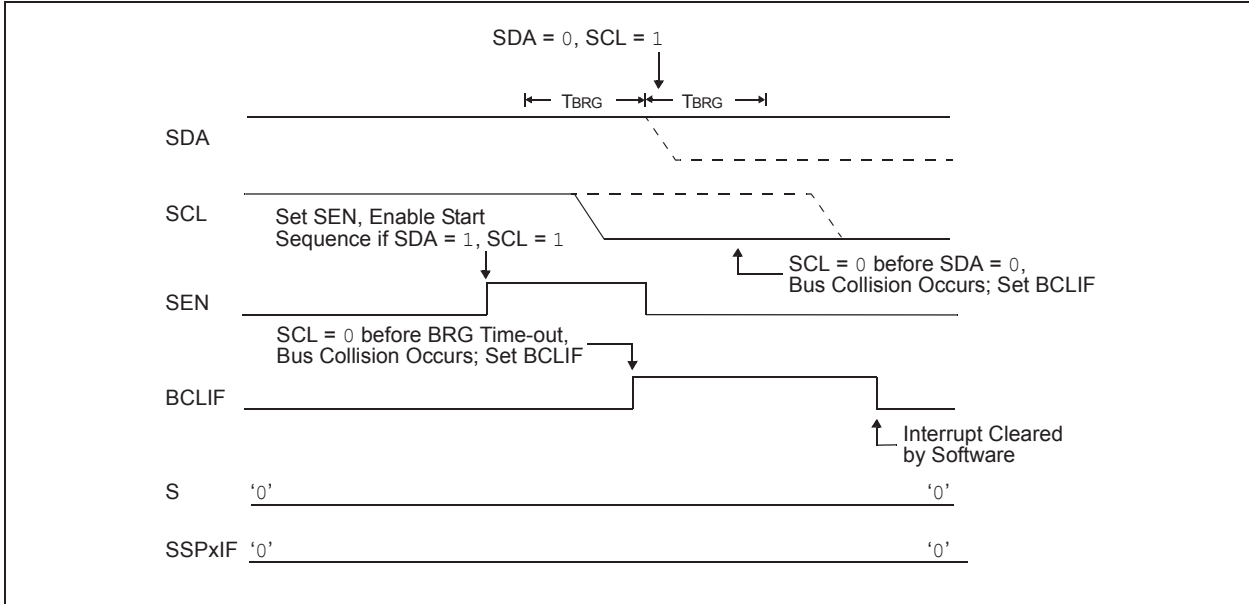 SDA = 0, SCL = 1
TBRG TBRG
SDA
SCL
Set SEN, Enable Start
Sequence if SDA = 1, SCL = 1
SCL = 0 before SDA = 0,
Bus Collision Occurs; Set BCLIF
SEN
SCL = 0 before BRG Time-out,
Bus Collision Occurs; Set BCLIF
BCLIF
Interrupt Cleared
by Software
S ‘0’ ‘0’
SSPxIF ‘0’ ‘0’